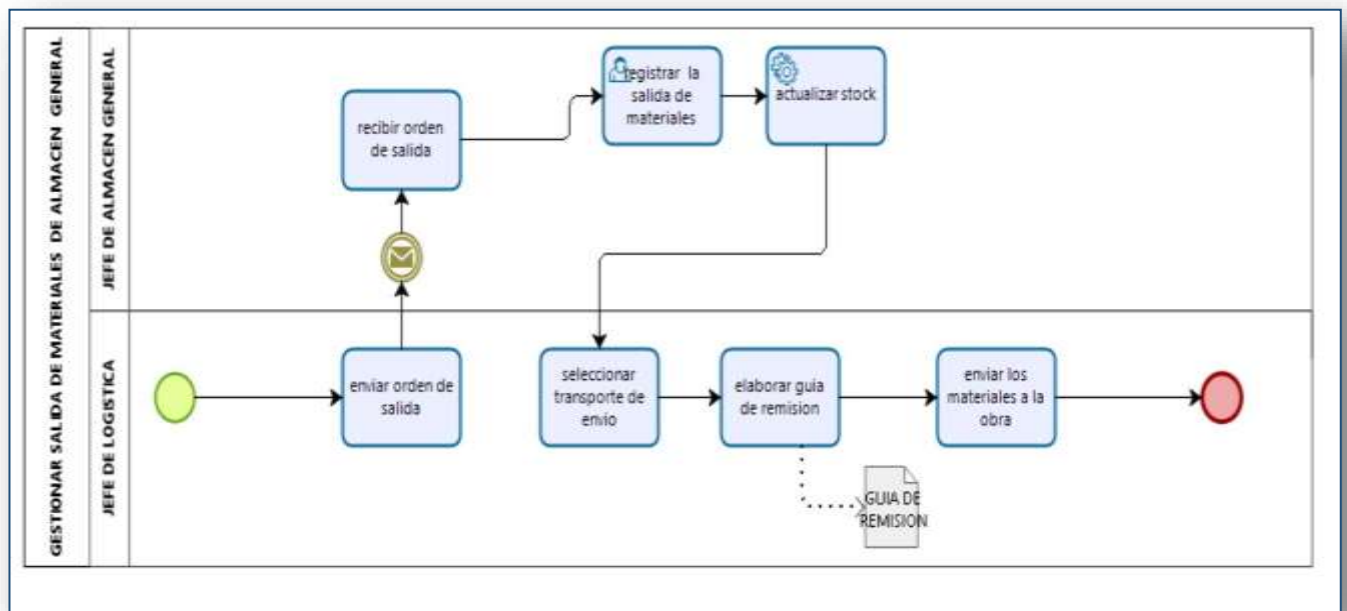 GESTIONAR SALIDA DE MATERIALES DE ALMACEN GENERAL
JEFE DE ALMACEN GENERAL
recibir orden
de salida
registrar la
salida de
materiales
actualizar stock
JEFE DE LOGISTICA
enviar orden de
salida
seleccionar
transporte de
envio
elaborar guia
de remision
enviar los
materiales a la
obra
GUIA DE
REMISION